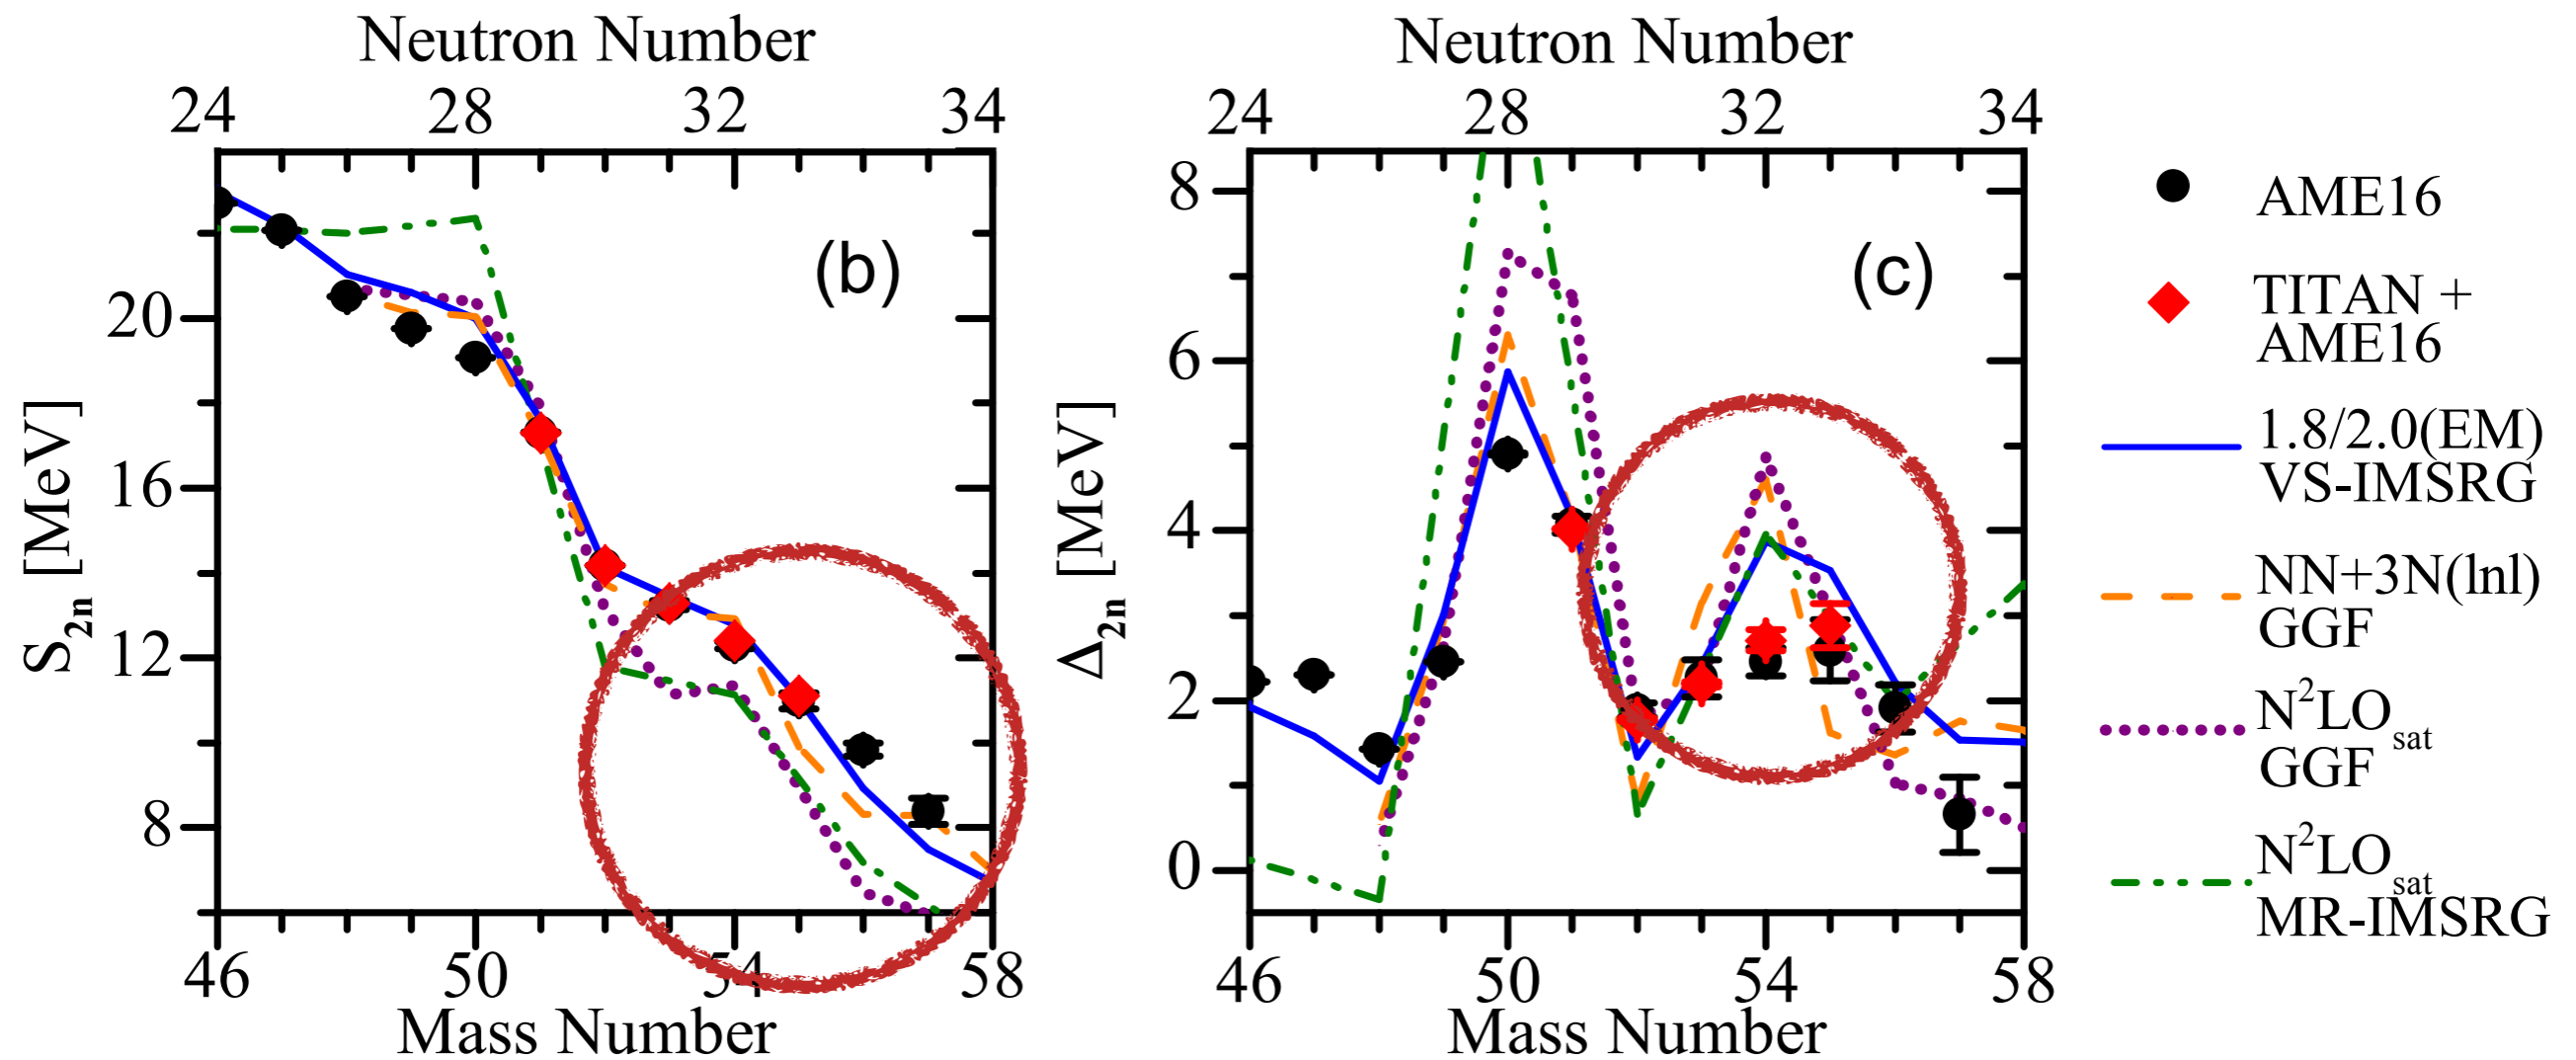 Neutron Number
24 28 32 34
(b)
20
16
12
8
S2n [MeV]
46 50 54 58
Mass Number
Neutron Number
24 28 32 34
(c)
8
6
4
2
0
Δ2n [MeV]
46 50 54 58
Mass Number
AME16
TITAN +
AME16
1.8/2.0(EM)
VS-IMSRG
NN+3N(lnl)
GGF
N²LOsat
GGF
N²LOsat
MR-IMSRG